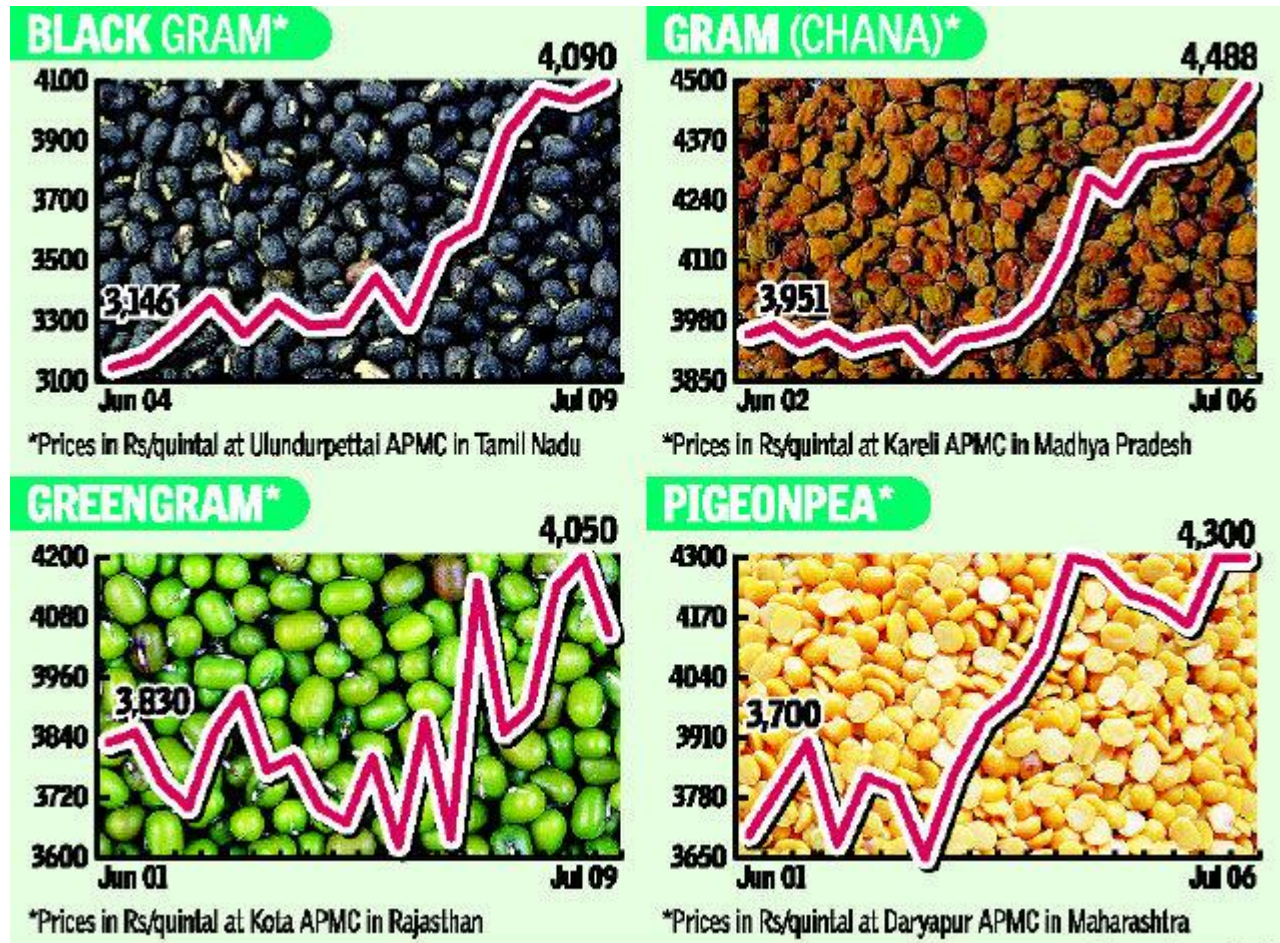 BLACK GRAM*
4,090
4100
3900
3700
3500
3300
3100
3,146
Jun 04
Jul 09
*Prices in Rs/quintal at Ulundurpettai APMC in Tamil Nadu
GRAM (CHANA)*
4,488
4500
4370
4240
4110
3980
3850
3,951
Jun 02
Jul 06
*Prices in Rs/quintal at Kareli APMC in Madhya Pradesh
GREENGRAM*
4,050
4200
4080
3960
3840
3720
3600
3,830
Jun 01
Jul 09
*Prices in Rs/quintal at Kota APMC in Rajasthan
PIGEONPEA*
4,300
4300
4170
4040
3910
3780
3650
3,700
Jun 01
Jul 06
*Prices in Rs/quintal at Daryapur APMC in Maharashtra